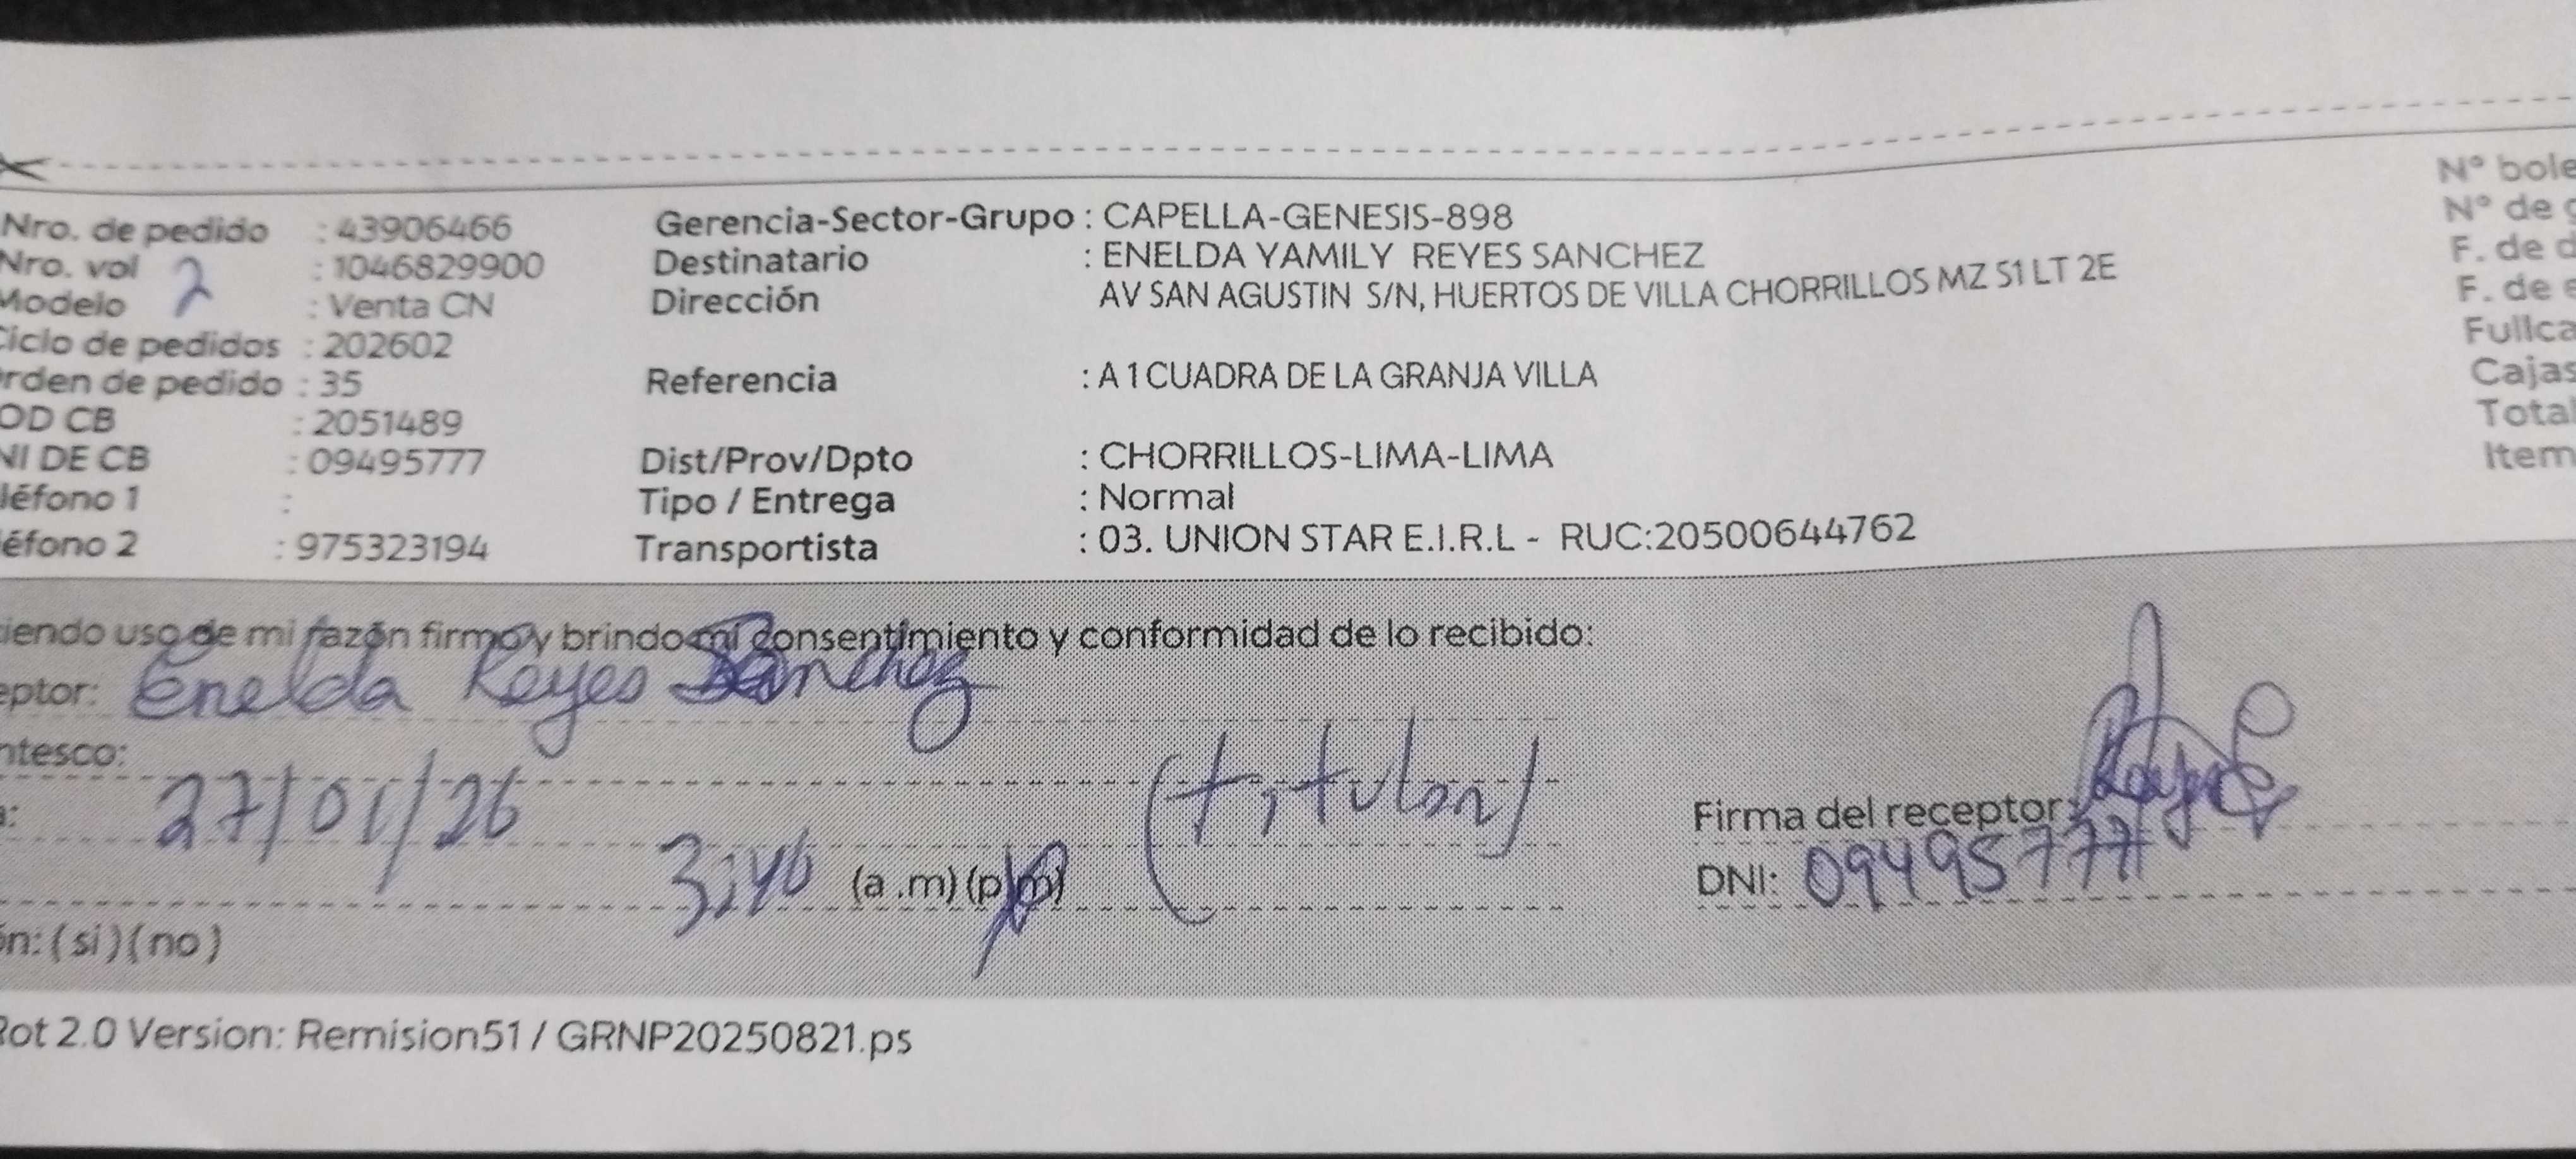 Nro. de pedido : 43906466 Gerencia-Sector-Grupo : CAPELLA-GENESIS-898 N° bole
Nro. vol 2 : 1046829900 Destinatario : ENELDA YAMILY REYES SANCHEZ N° de
Modelo : Venta CN Dirección AV SAN AGUSTIN S/N, HUERTOS DE VILLA CHORRILLOS MZ S1 LT 2E F. de d
Ciclo de pedidos : 202602 F. de e
rden de pedido : 35 Referencia : A 1 CUADRA DE LA GRANJA VILLA Fullca
OD CB : 2051489 Cajas
NI DE CB : 09495777 Dist/Prov/Dpto : CHORRILLOS-LIMA-LIMA Total
léfono 1 : Tipo / Entrega : Normal Item
éfono 2 : 975323194 Transportista : 03. UNION STAR E.I.R.L - RUC:20500644762
iendo uso de mi razón firmo y brindo mi consentimiento y conformidad de lo recibido:
eptor: Enelda Reyes Sanchez
ntesco: (titular)
a: 27/01/26 Firma del receptor: Reyes
3:40 (a .m) (p.m) DNI: 09495777
ón: ( si ) ( no )
Rot 2.0 Version: Remision51 / GRNP20250821.ps